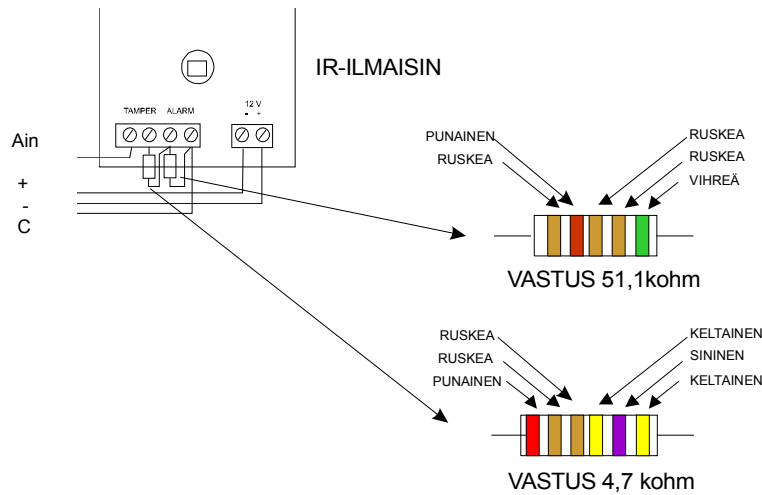 IR-ILMAISIN
TAMPER ALARM
12 V
- +
Ain
+
-
C
PUNAINEN
RUSKEA
RUSKEA
RUSKEA
VIHREÄ
VASTUS 51,1kohm
RUSKEA
RUSKEA
PUNAINEN
KELTAINEN
SININEN
KELTAINEN
VASTUS 4,7 kohm